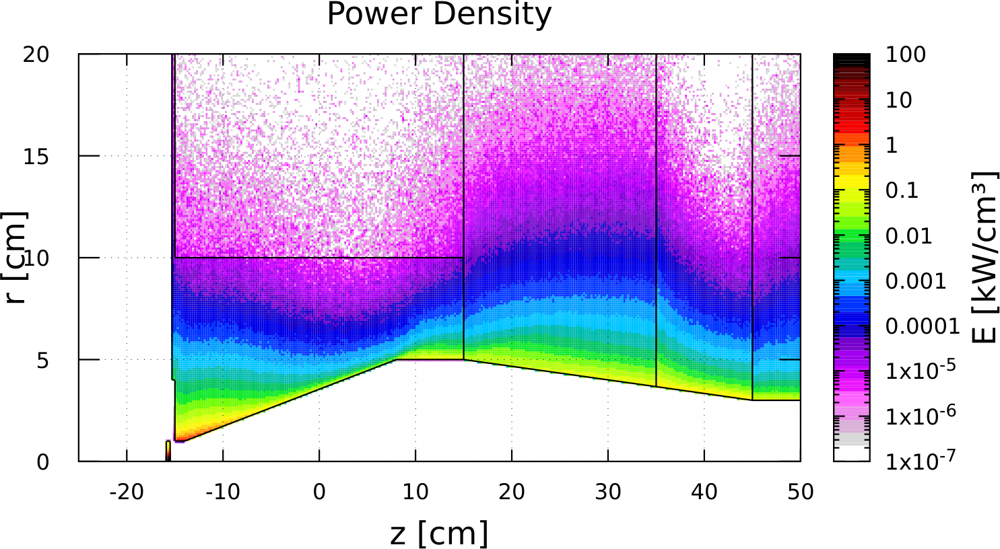 Power Density
20
15
10
5
0
r [cm]
-20 -10 0 10 20 30 40 50
z [cm]
100
10
1
0.1
0.01
0.001
0.0001
1x10⁻⁵
1x10⁻⁶
1x10⁻⁷
E [kW/cm³]